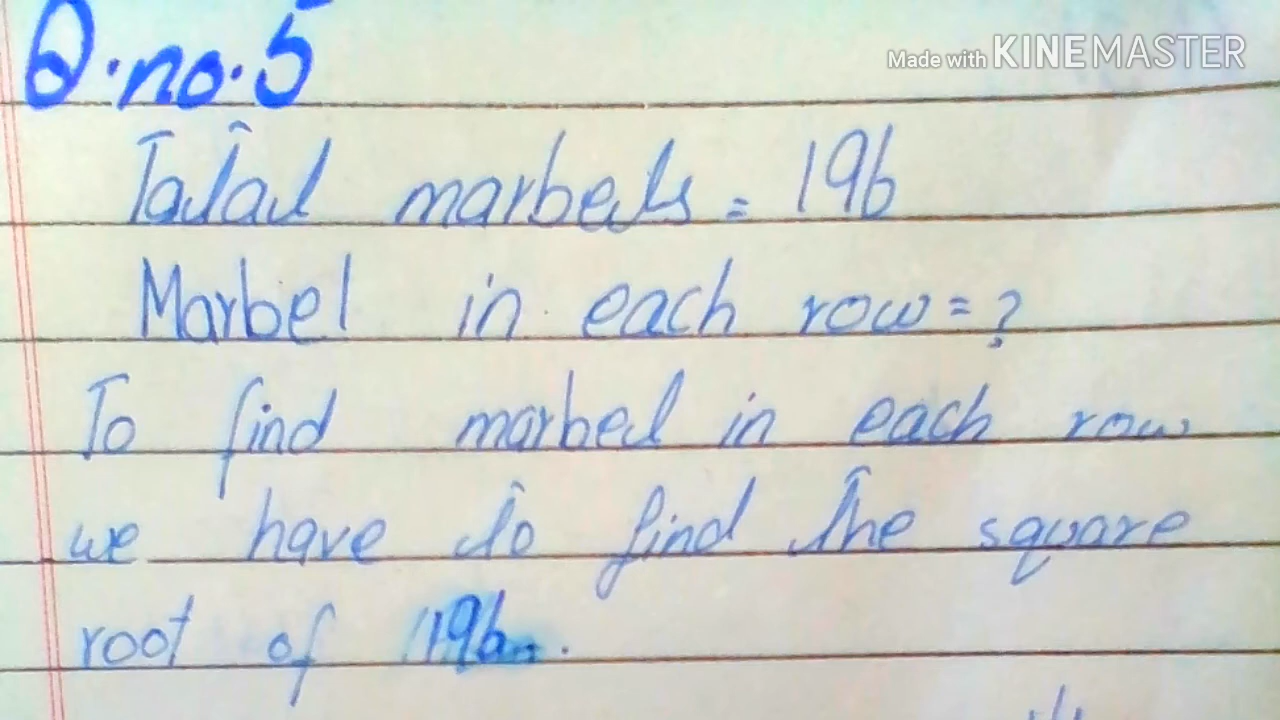 Q.no.5
Made with KINEMASTER
Total marbels = 196
Marbel in each row = ?
To find marbel in each row
we have to find the square
root of 196.